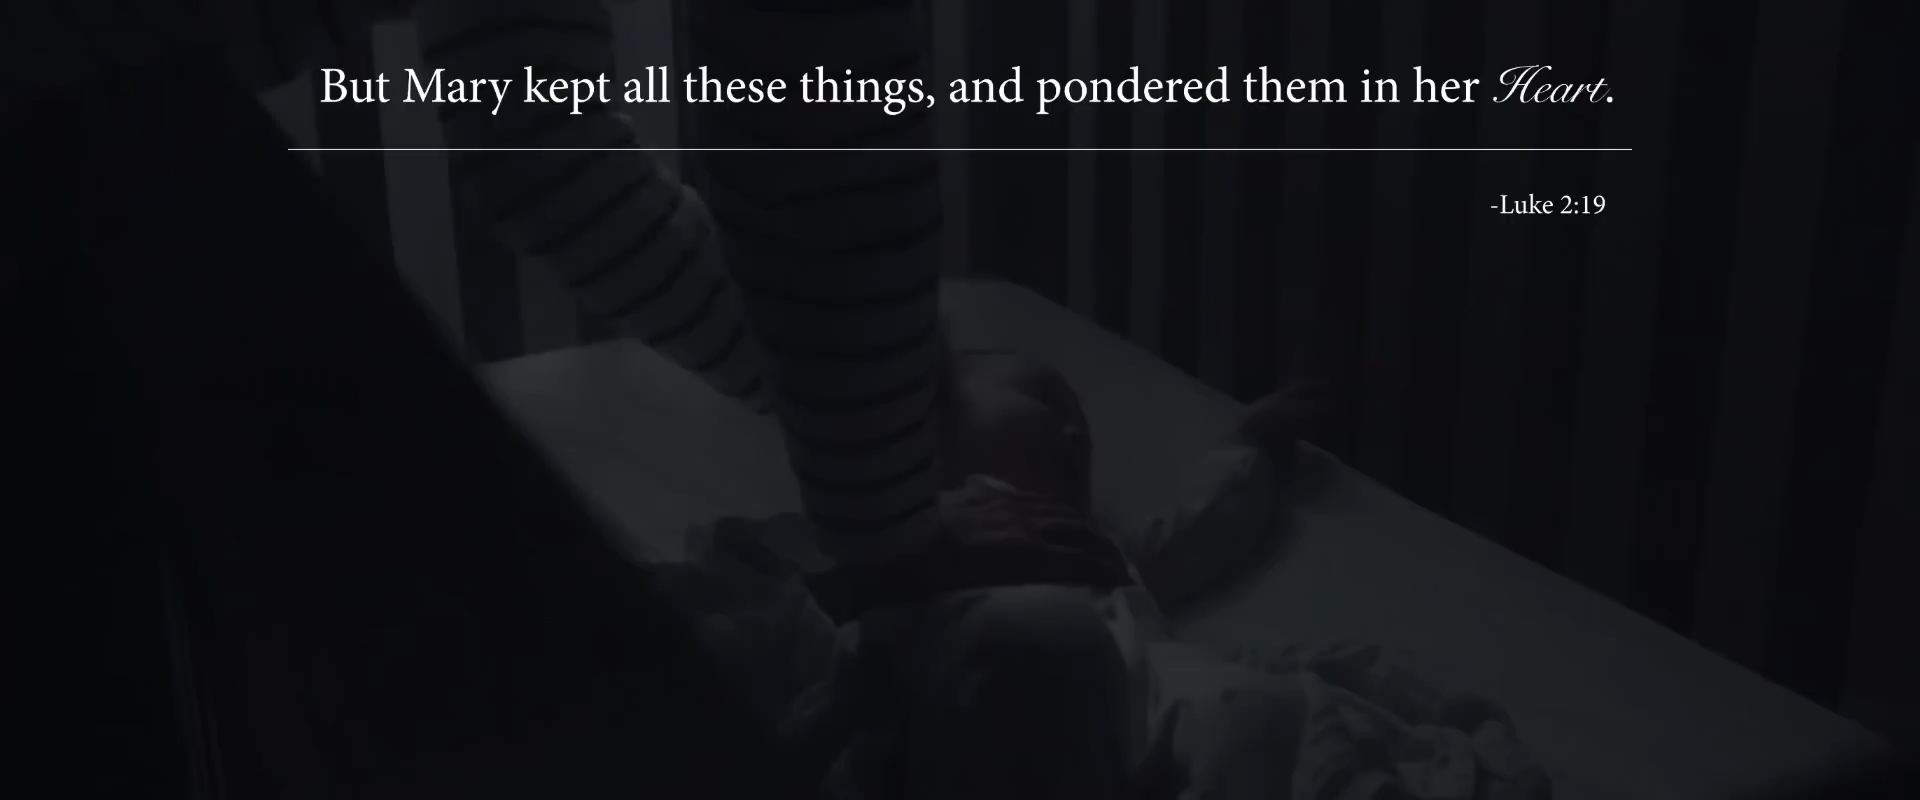 But Mary kept all these things, and pondered them in her Heart.
-Luke 2:19